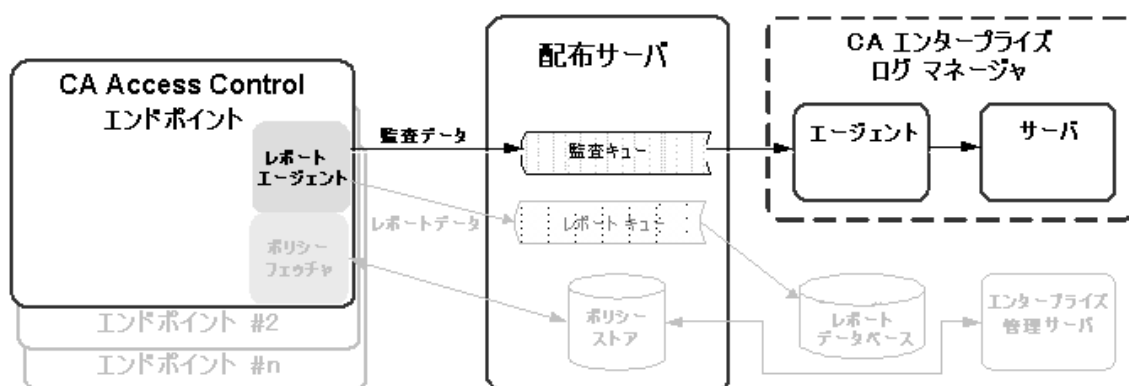 CA Access Control
エンドポイント
レポート
エージェント
ポリシー
フェッチャ
エンドポイント #2
エンドポイント #n
監査データ
レポートデータ
配布サーバ
監査キュー
レポート キュー
ポリシー
ストア
CA エンタープライズ
ログ マネージャ
エージェント
サーバ
レポート
データベース
エンタープライズ
管理サーバ